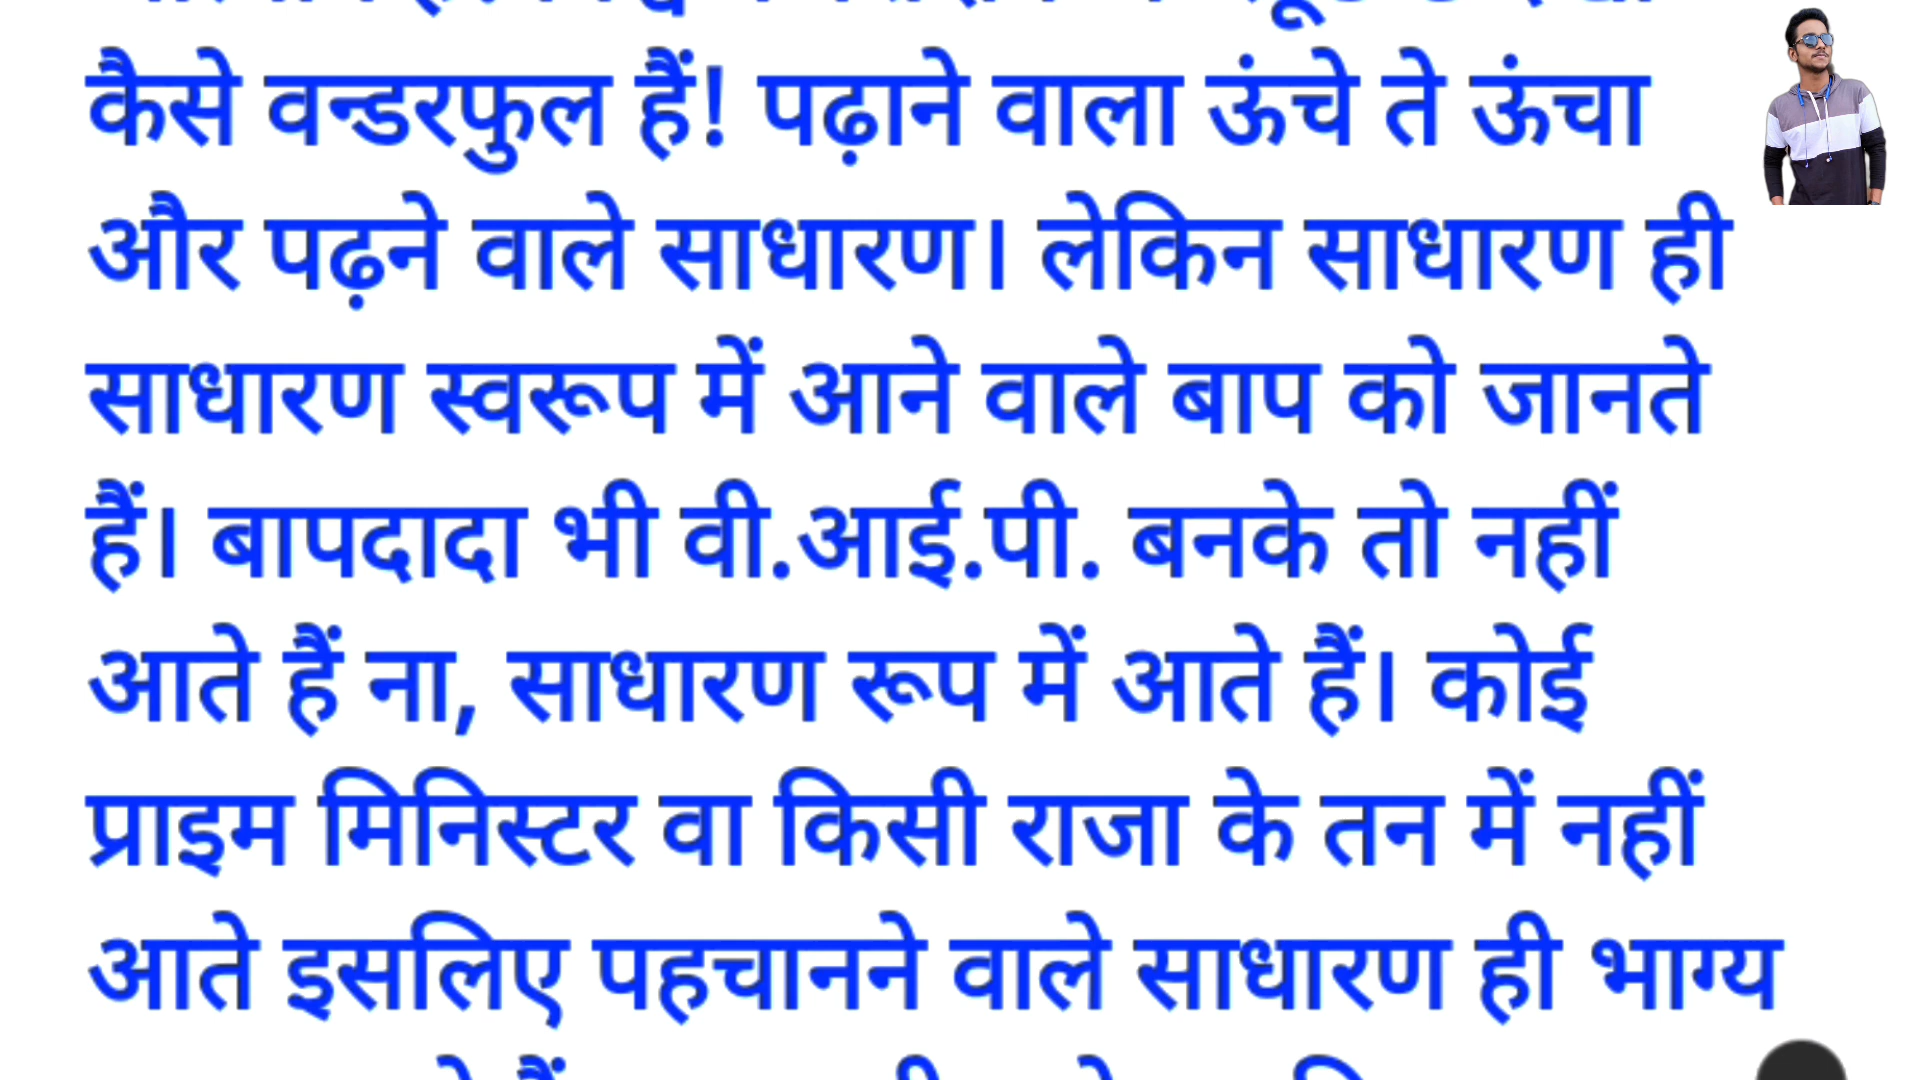 कैसे वन्डरफुल हैं! पढ़ाने वाला ऊंचे ते ऊंचा
और पढ़ने वाले साधारण। लेकिन साधारण ही
साधारण स्वरूप में आने वाले बाप को जानते
हैं। बापदादा भी वी.आई.पी. बनके तो नहीं
आते हैं ना, साधारण रूप में आते हैं। कोई
प्राइम मिनिस्टर वा किसी राजा के तन में नहीं
आते इसलिए पहचानने वाले साधारण ही भाग्य